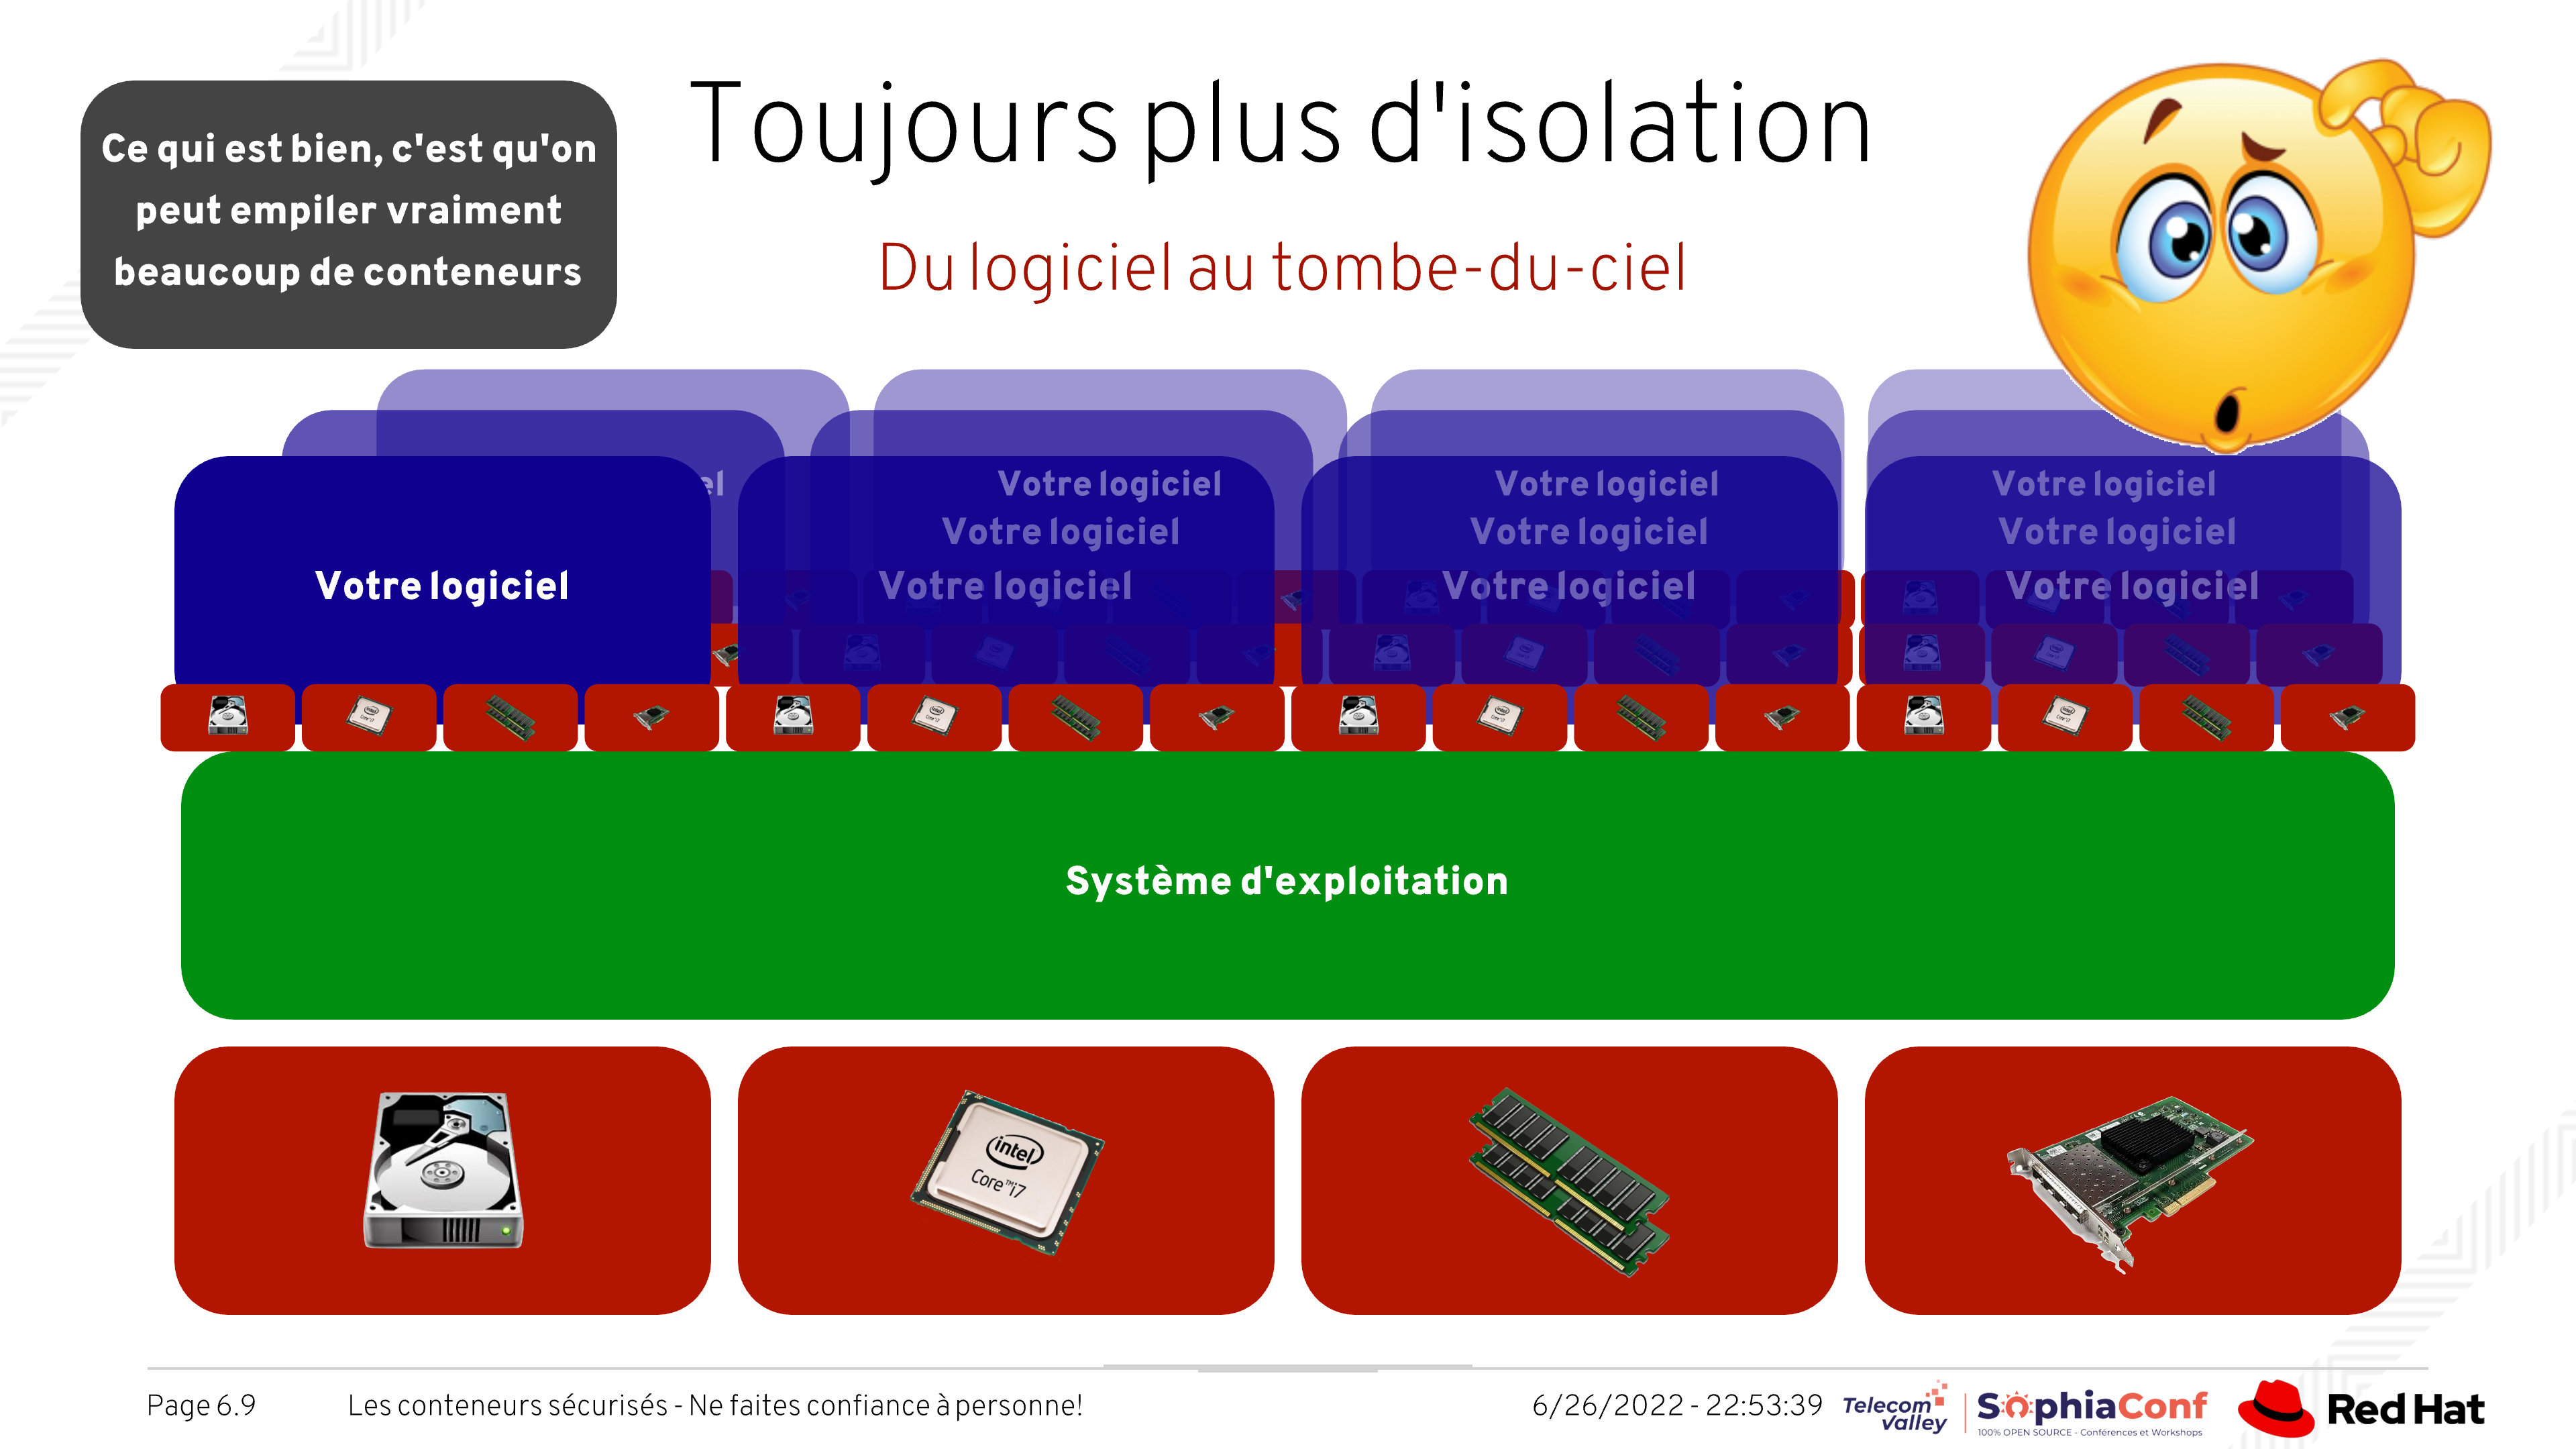 Toujours plus d'isolation
Ce qui est bien, c'est qu'on
peut empiler vraiment
beaucoup de conteneurs
Du logiciel au tombe-du-ciel
el
Votre logiciel
Votre logiciel
Votre logiciel
Votre logiciel
Votre logiciel
Votre logiciel
Votre logiciel
Votre logiciel
Votre logiciel
Votre logiciel
Système d'exploitation
intel
Core™i7
Page 6.9
Les conteneurs sécurisés - Ne faites confiance à personne!
6/26/2022 - 22:53:39
Telecom
Valley
SophiaConf
100% OPEN SOURCE - Conférences et Workshops
Red Hat